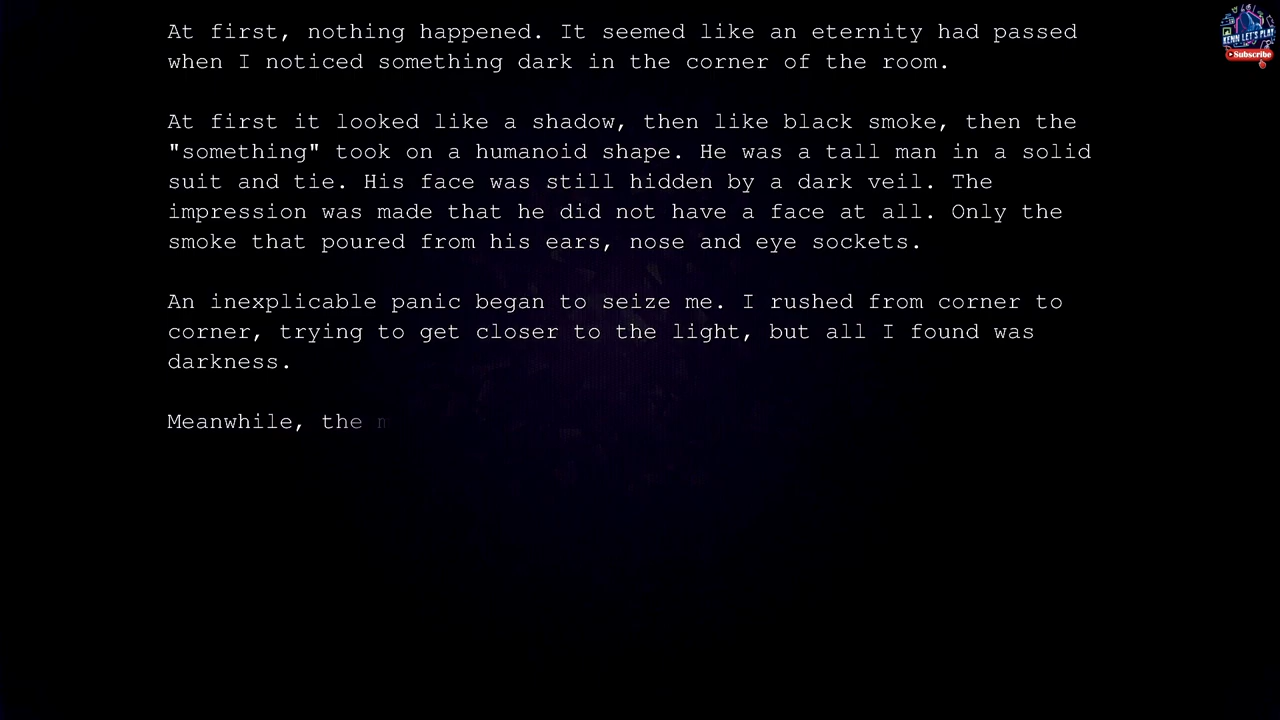 At first, nothing happened. It seemed like an eternity had passed
when I noticed something dark in the corner of the room.
At first it looked like a shadow, then like black smoke, then the
"something" took on a humanoid shape. He was a tall man in a solid
suit and tie. His face was still hidden by a dark veil. The
impression was made that he did not have a face at all. Only the
smoke that poured from his ears, nose and eye sockets.
An inexplicable panic began to seize me. I rushed from corner to
corner, trying to get closer to the light, but all I found was
darkness.
Meanwhile, the m
KENN LET'S PLAY
Subscribe